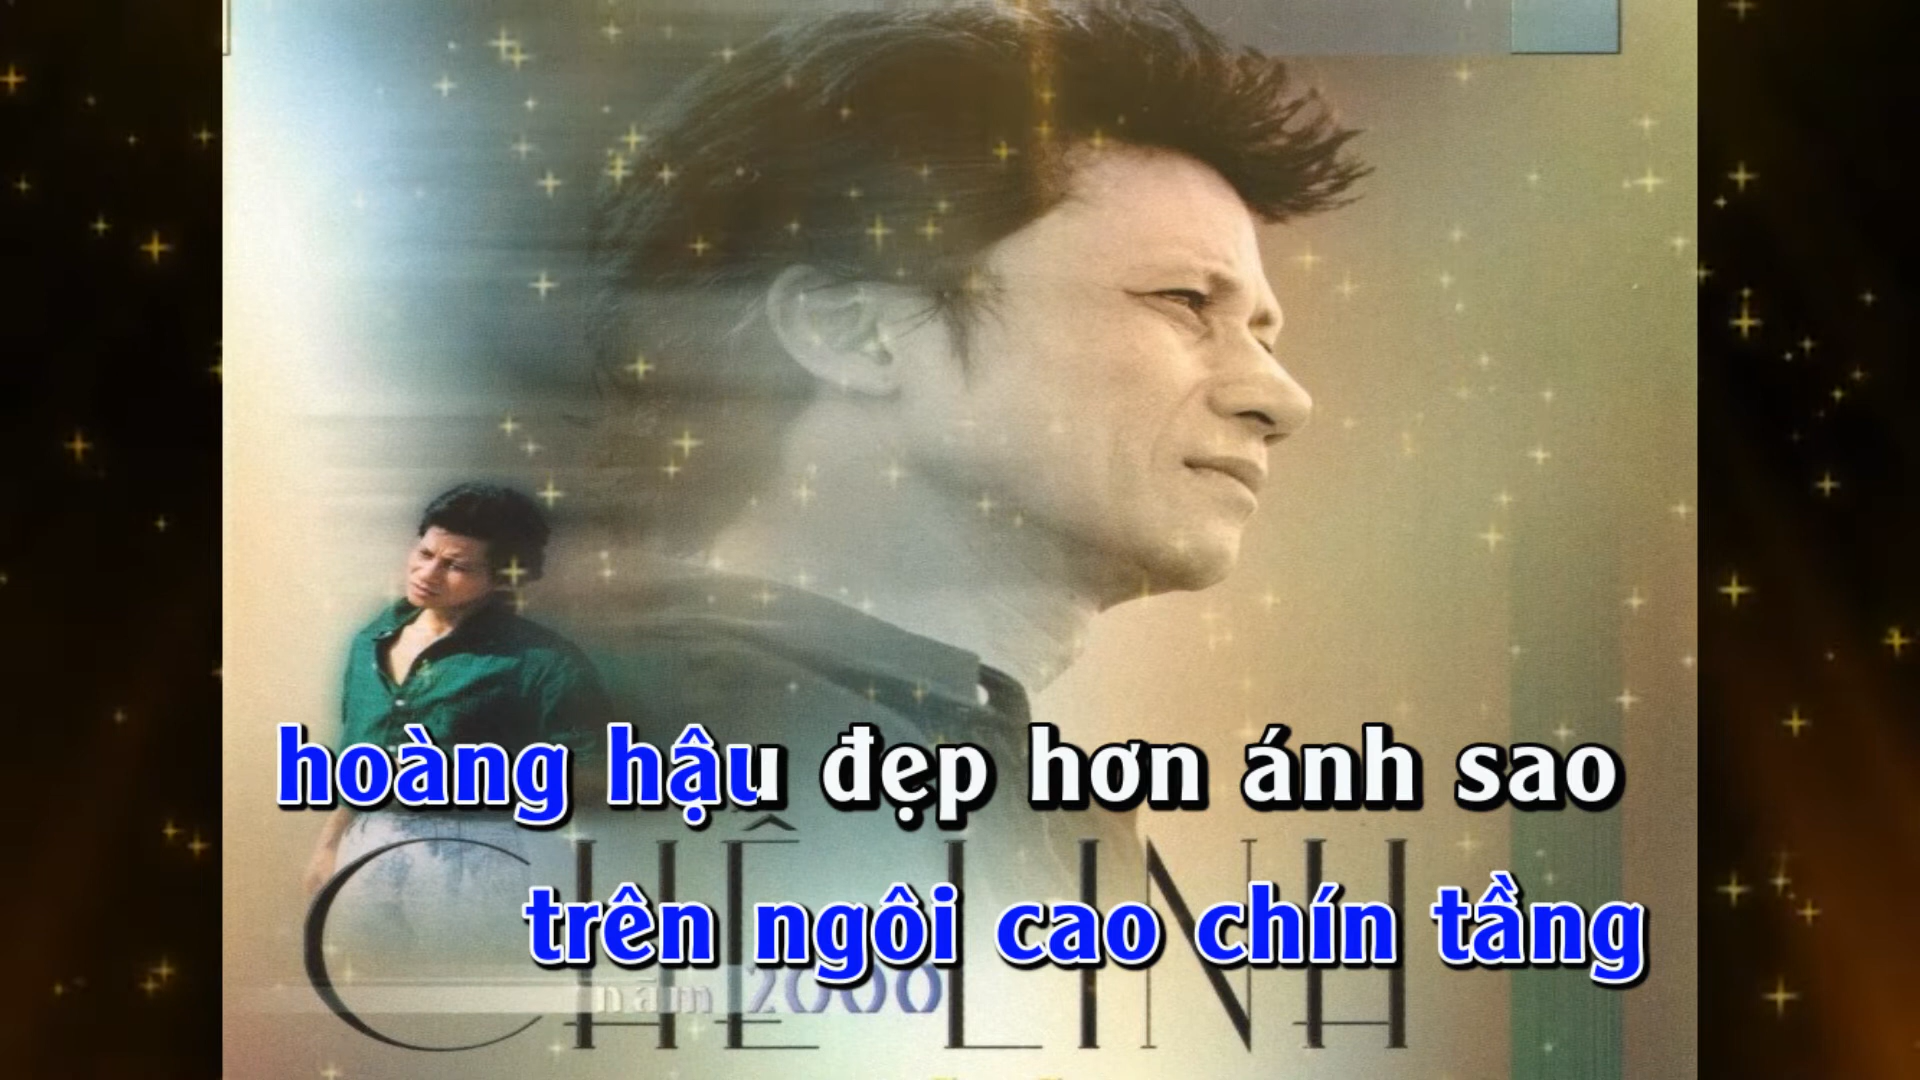 hoàng hậu đẹp hơn ánh sao
trên ngôi cao chín tầng
CHẾ LINH
năm 2000